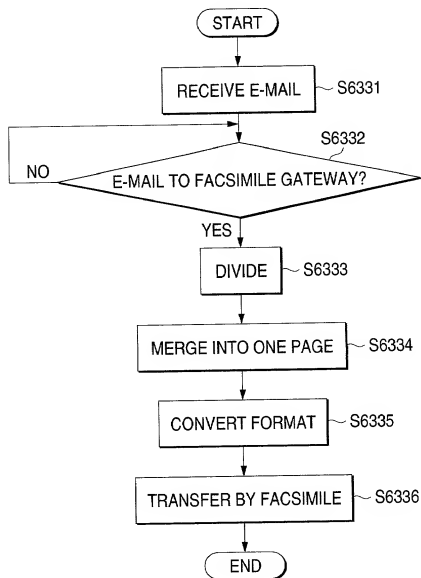 START
RECEIVE E-MAIL
S6331
S6332
E-MAIL TO FACSIMILE GATEWAY?
NO
YES
DIVIDE
S6333
MERGE INTO ONE PAGE
S6334
CONVERT FORMAT
S6335
TRANSFER BY FACSIMILE
S6336
END